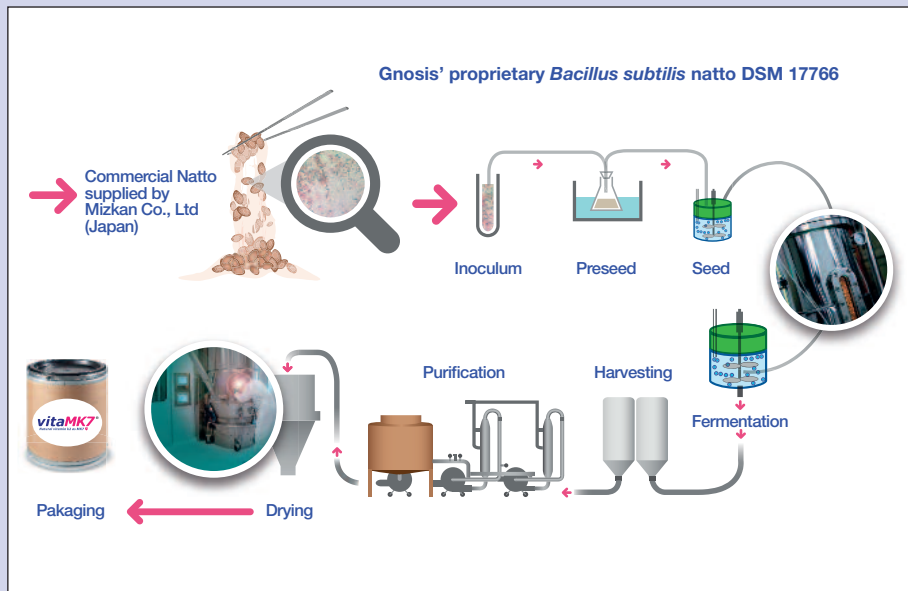 Gnosis' proprietary Bacillus subtilis natto DSM 17766
Commercial Natto
supplied by
Mizkan Co., Ltd
(Japan)
Inoculum
Preseed
Seed
Fermentation
Harvesting
Purification
Drying
Pakaging
vitaMK7®